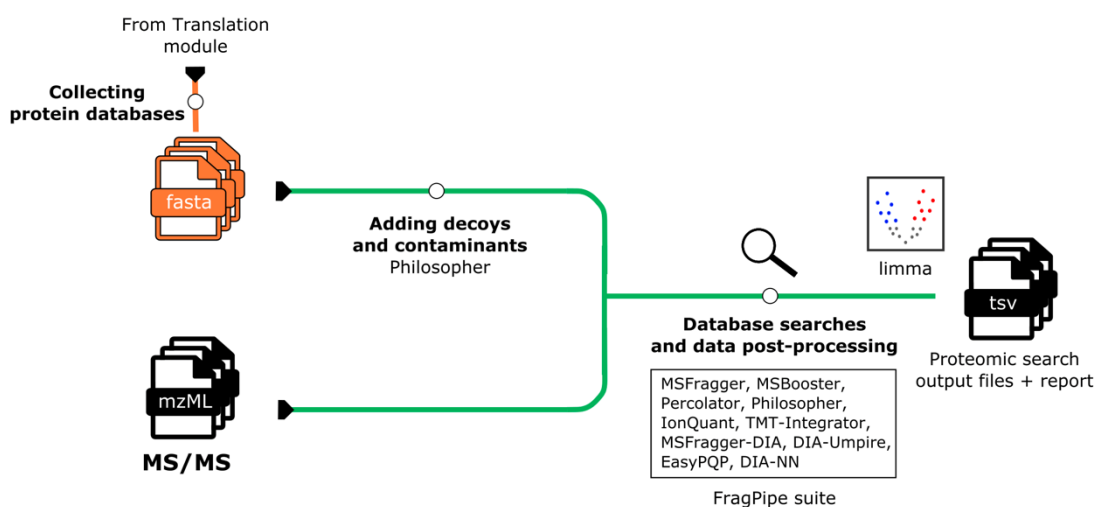 From Translation
module
Collecting
protein databases
fasta
Adding decoys
and contaminants
Philosopher
mzML
MS/MS
limma
Database searches
and data post-processing
MSFragger, MSBooster,
Percolator, Philosopher,
IonQuant, TMT-Integrator,
MSFragger-DIA, DIA-Umpire,
EasyPQP, DIA-NN
FragPipe suite
tsv
Proteomic search
output files + report